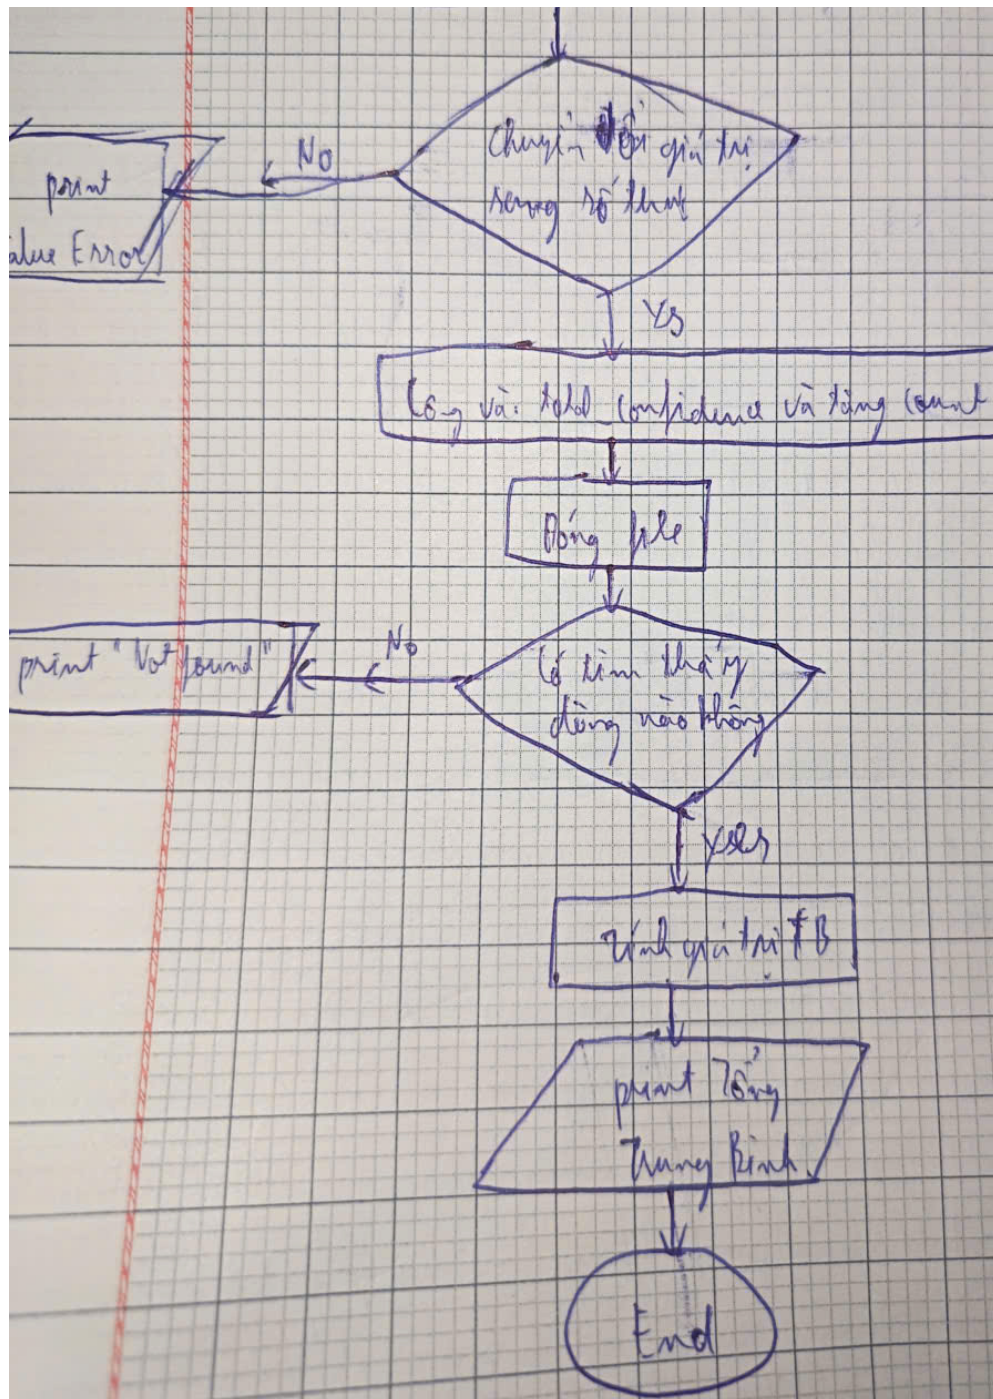 Chuyển đổi giá trị
sang số thực
No
print
alue Error
Yes
Cộng vào total_confidence và tăng count
Đóng file
Có tìm thấy
dòng nào không
No
print "Not found"
Yes
Tính giá trị TB
print Tổng
Trung Bình
End